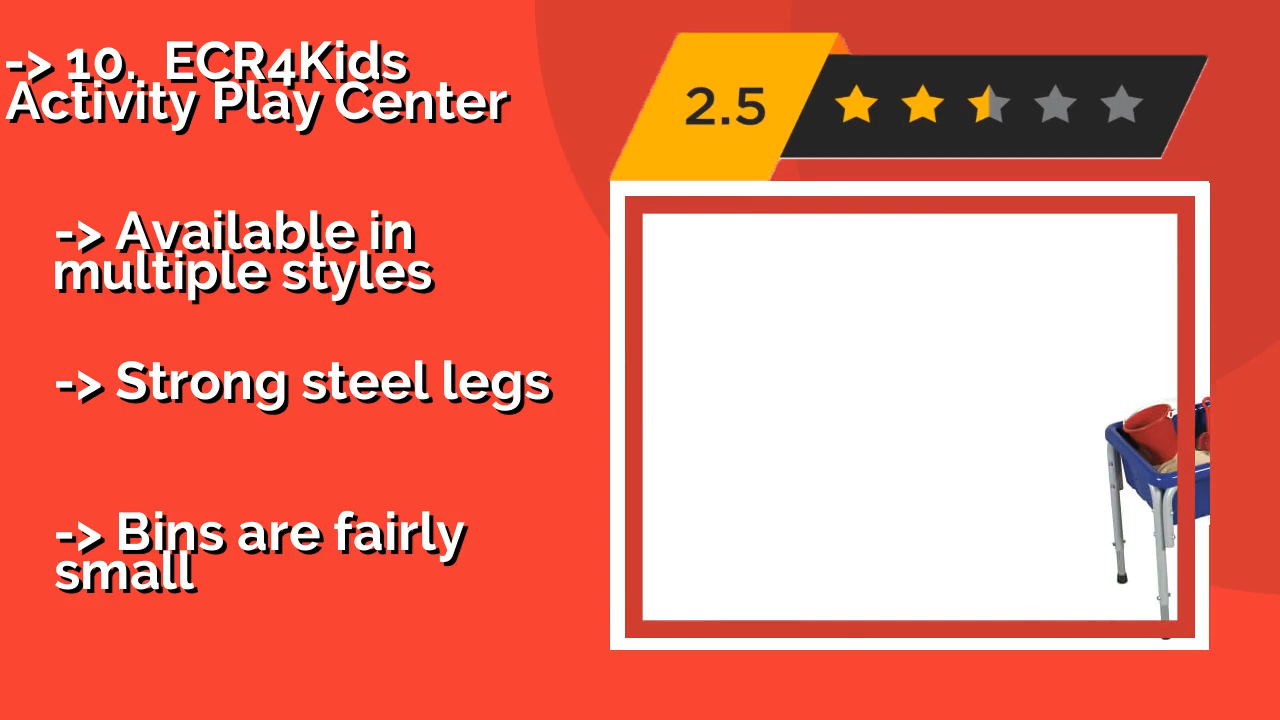 -> 10.  ECR4Kids
Activity Play Center
2.5
-> Available in
multiple styles
-> Strong steel legs
-> Bins are fairly
small